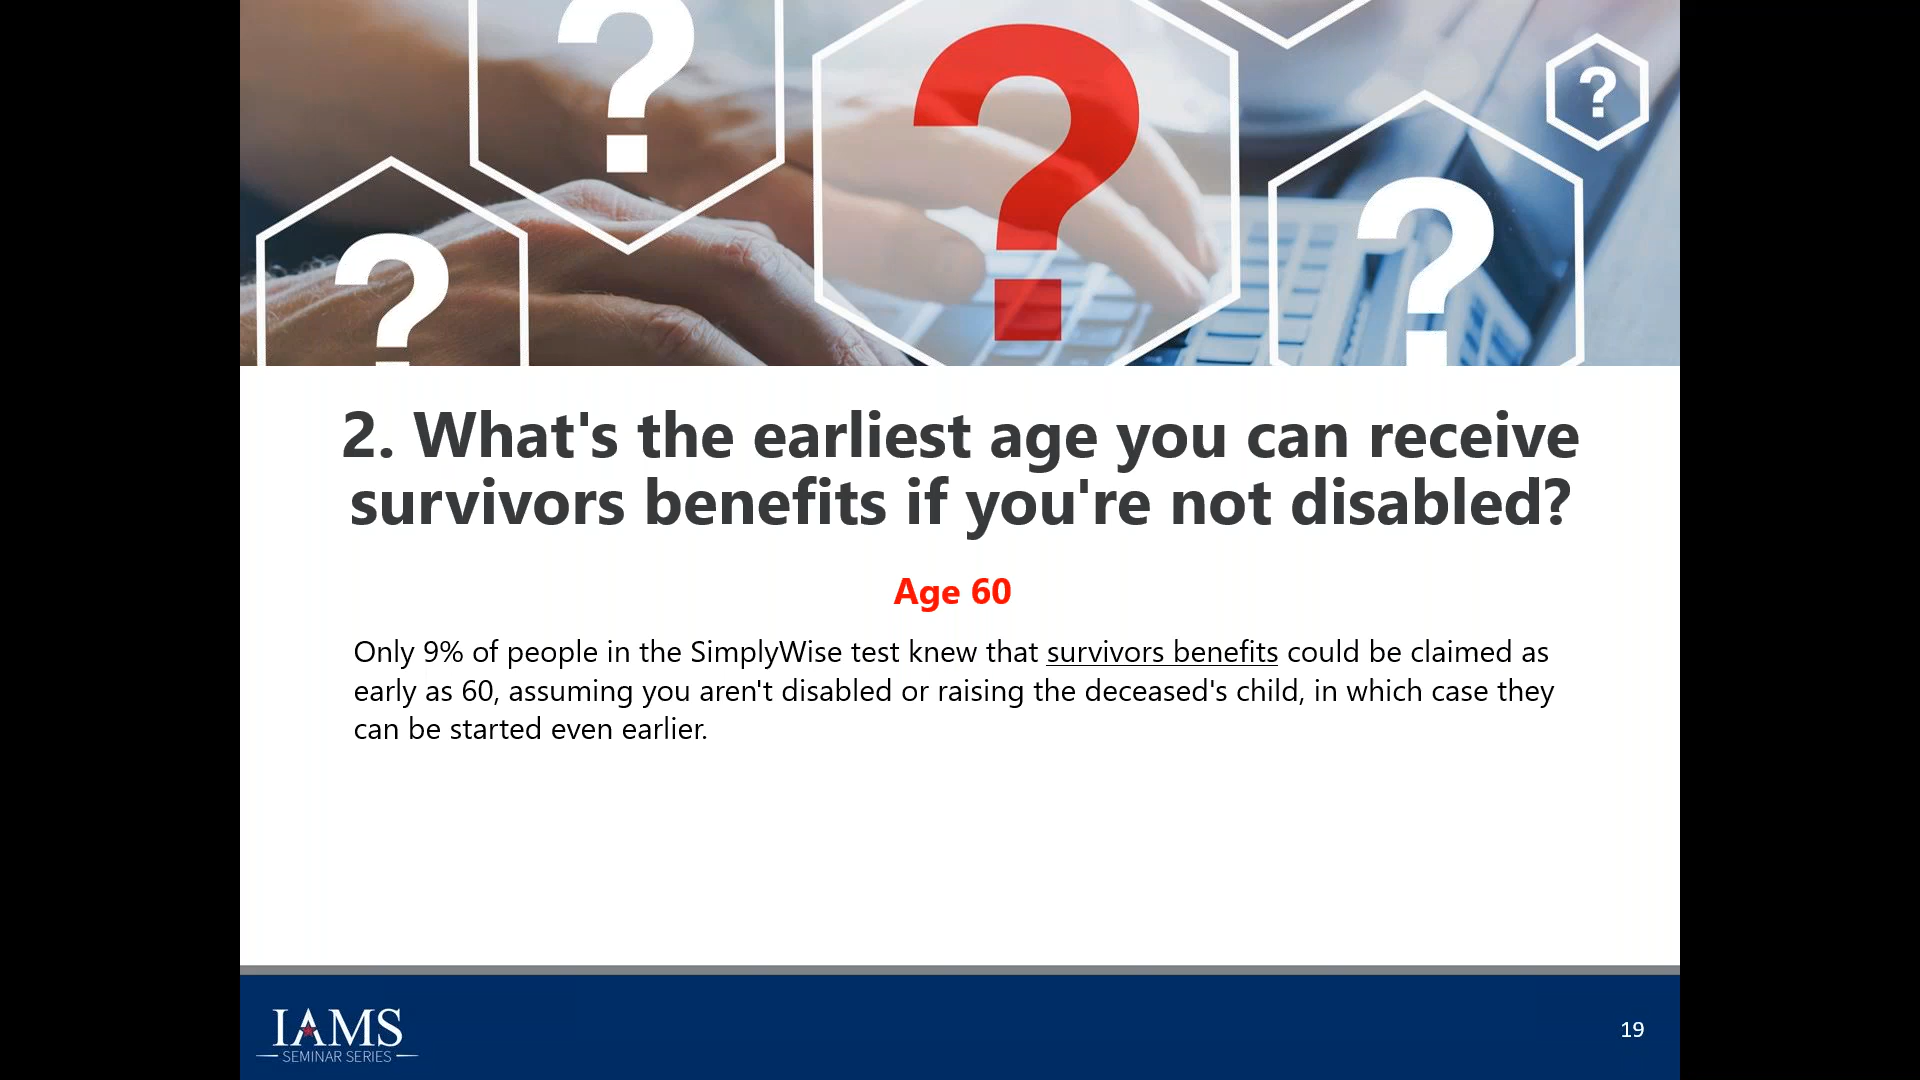 ? ? ? ? ?
2. What's the earliest age you can receive
survivors benefits if you're not disabled?
Age 60
Only 9% of people in the SimplyWise test knew that survivors benefits could be claimed as
early as 60, assuming you aren't disabled or raising the deceased's child, in which case they
can be started even earlier.
IAMS
SEMINAR SERIES
19